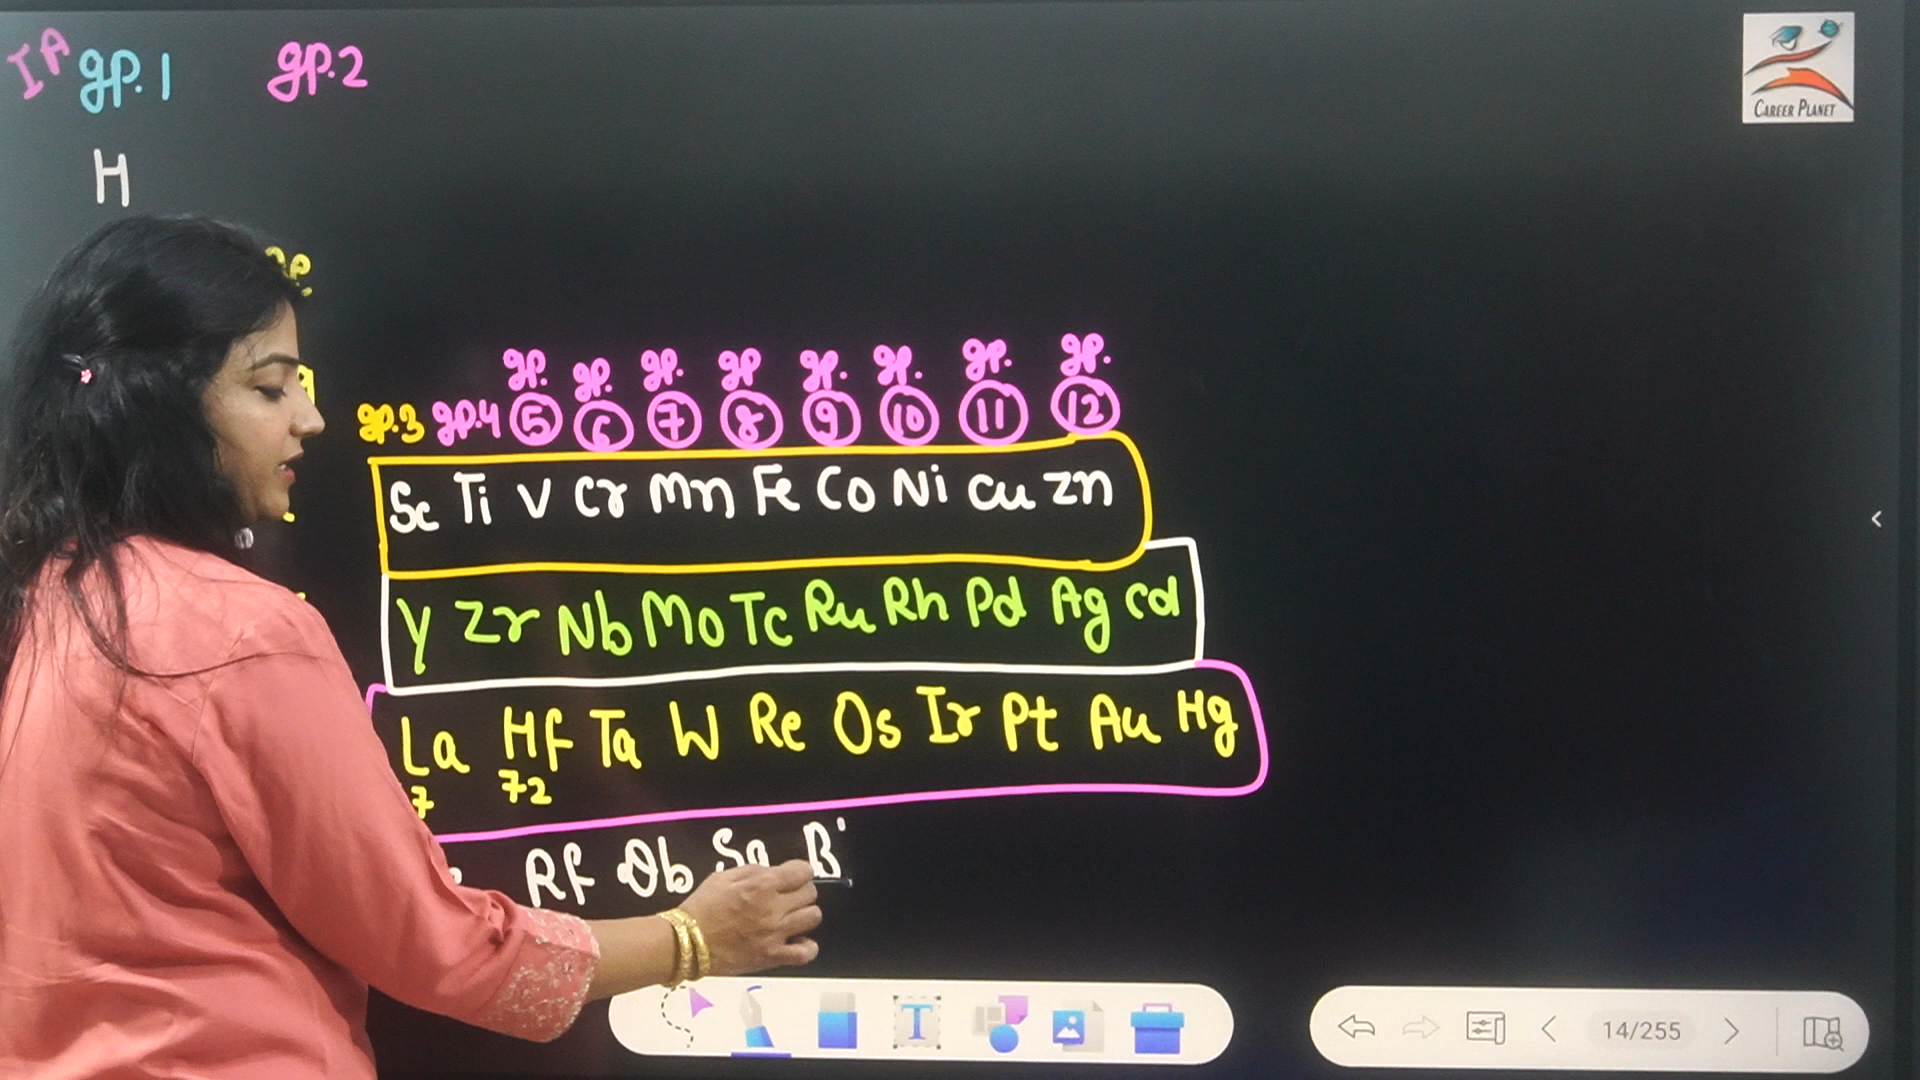 IA gp.1 gp.2
CAREER PLANET
H
gp. gp. gp. gp gp. gp. gp. gp.
gp.3 gp.4 5 6 7 8 9 10 11 12
Sc Ti V Cr Mn Fe Co Ni Cu Zn
Y Zr Nb Mo Tc Ru Rh Pd Ag Cd
La Hf Ta W Re Os Ir Pt Au Hg
7 72
Rf Db Sg B
T
14/255